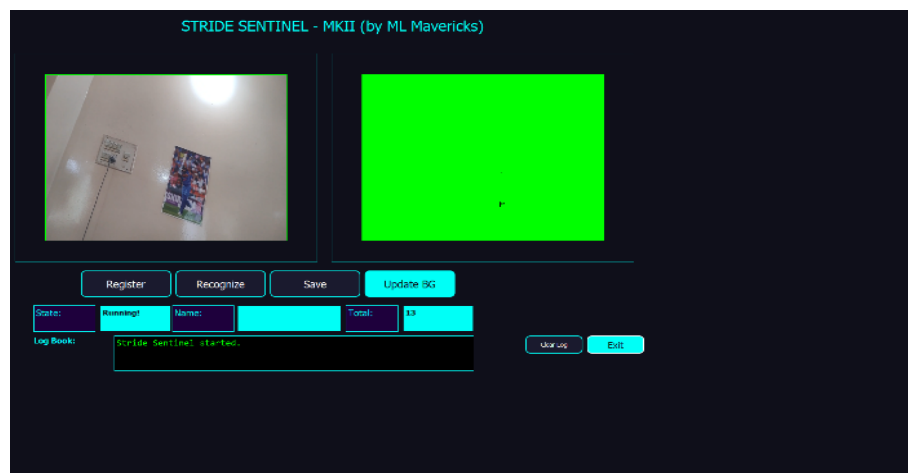 STRIDE SENTINEL - MKII (by ML Mavericks)
Register Recognize Save Update BG
State: Running! Name: Total: 13
Log Book: Stride Sentinel started.
Clear Log Exit